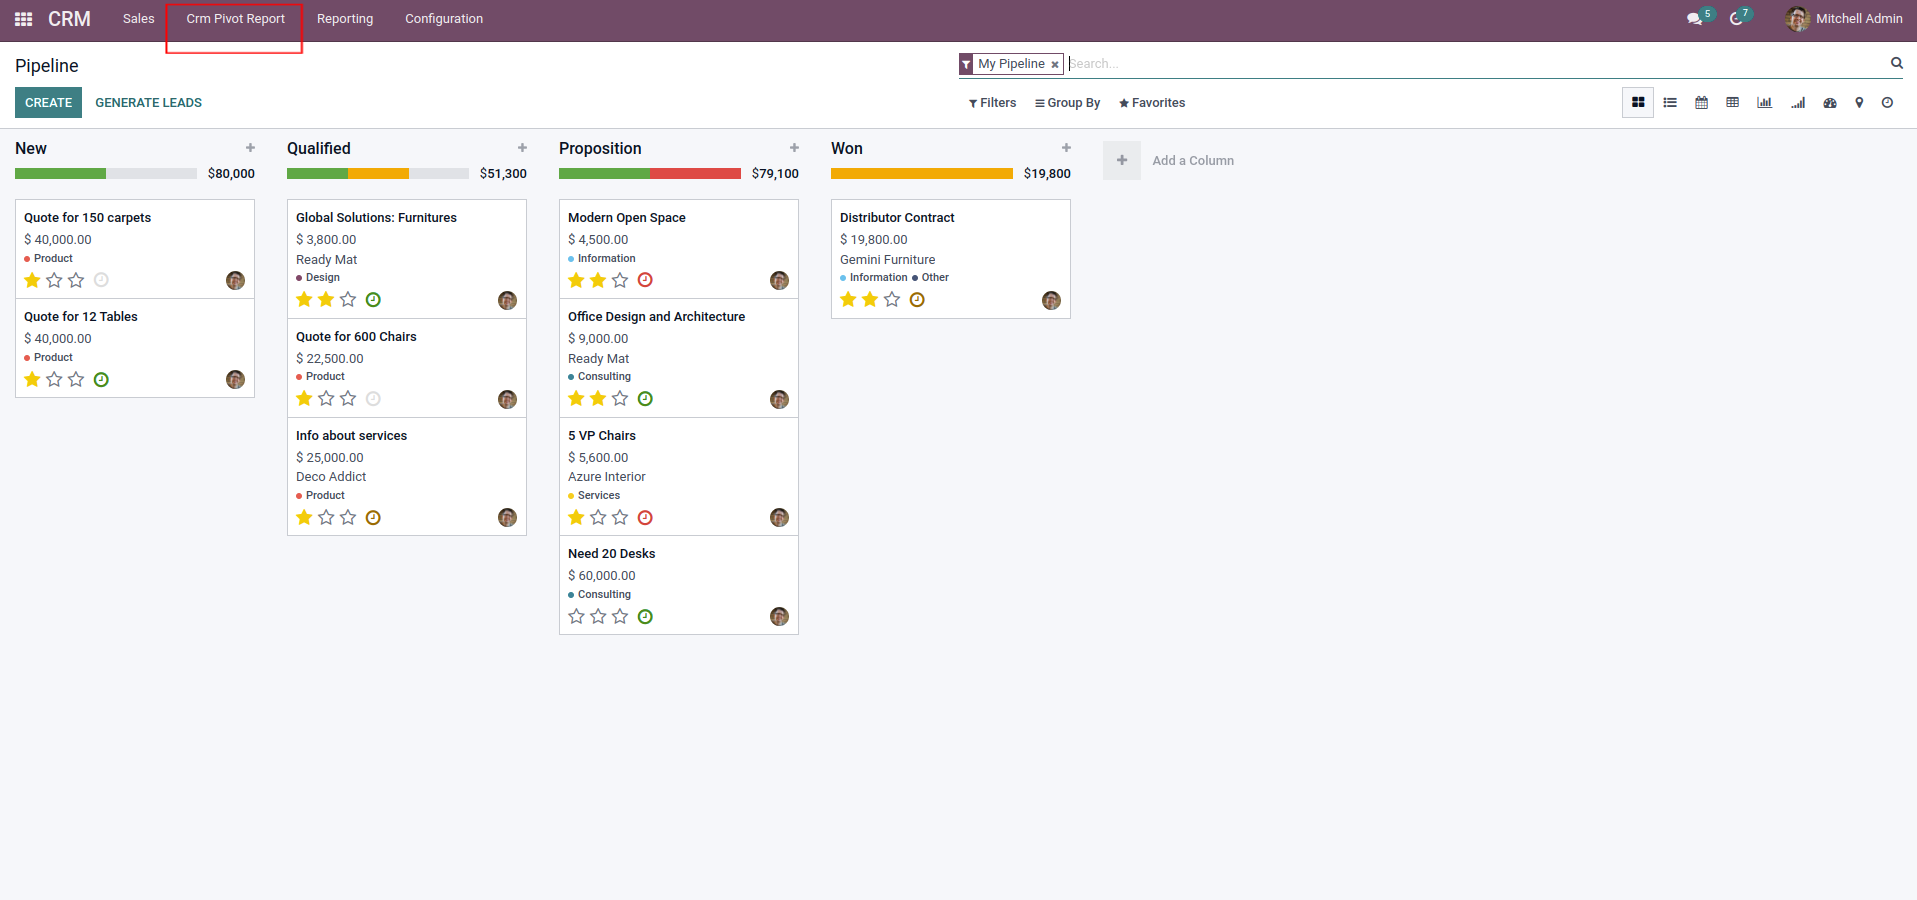 CRM Sales Crm Pivot Report Reporting Configuration 5 7 Mitchell Admin
Pipeline
My Pipeline × Search...
CREATE GENERATE LEADS
Filters Group By Favorites
New +
$80,000
Quote for 150 carpets
$ 40,000.00
Product
Quote for 12 Tables
$ 40,000.00
Product
Qualified +
$51,300
Global Solutions: Furnitures
$ 3,800.00
Ready Mat
Design
Quote for 600 Chairs
$ 22,500.00
Product
Info about services
$ 25,000.00
Deco Addict
Product
Proposition +
$79,100
Modern Open Space
$ 4,500.00
Information
Office Design and Architecture
$ 9,000.00
Ready Mat
Consulting
5 VP Chairs
$ 5,600.00
Azure Interior
Services
Need 20 Desks
$ 60,000.00
Consulting
Won +
$19,800
Distributor Contract
$ 19,800.00
Gemini Furniture
Information Other
+ Add a Column